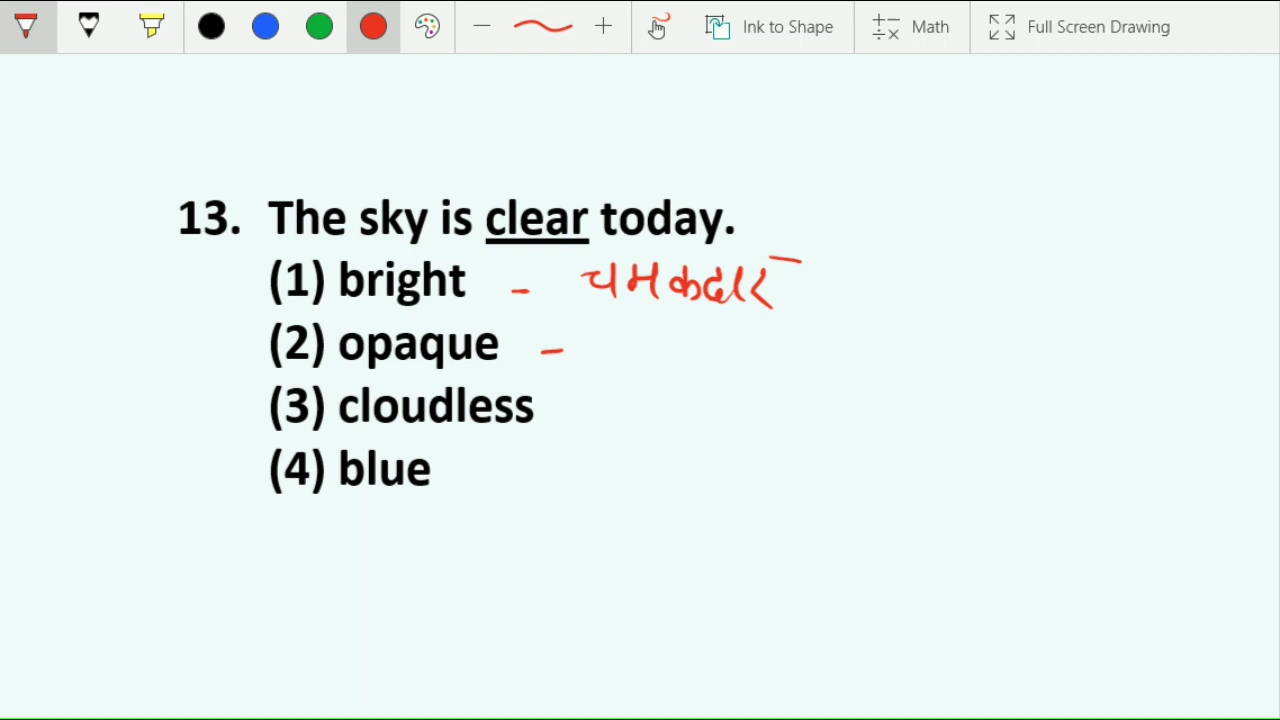 Ink to Shape Math Full Screen Drawing
13. The sky is clear today.
(1) bright - चमकदार
(2) opaque -
(3) cloudless
(4) blue